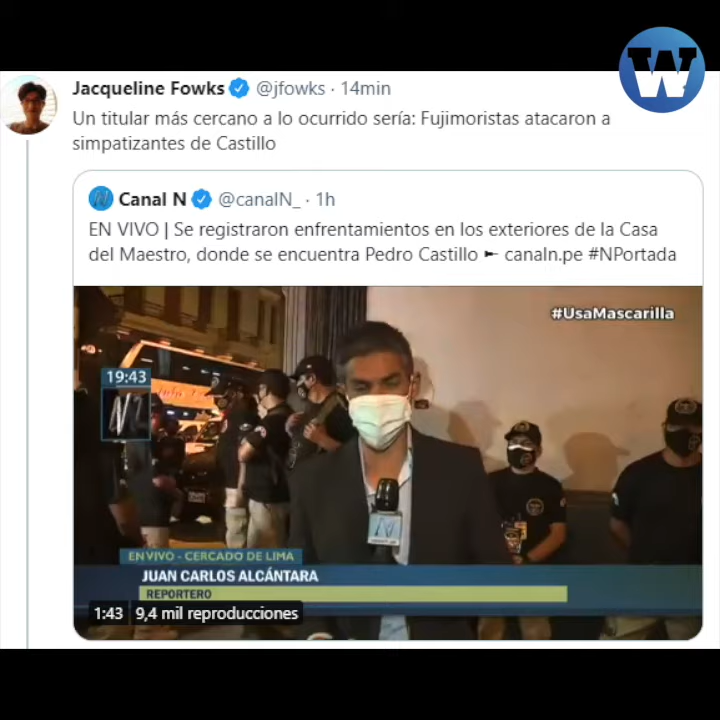 W
Jacqueline Fowks @jfowks · 14min
Un titular más cercano a lo ocurrido sería: Fujimoristas atacaron a
simpatizantes de Castillo
Canal N @canalN_ · 1h
EN VIVO | Se registraron enfrentamientos en los exteriores de la Casa
del Maestro, donde se encuentra Pedro Castillo ► canaln.pe #NPortada
#UsaMascarilla
19:43
N
EN VIVO - CERCADO DE LIMA
JUAN CARLOS ALCÁNTARA
REPORTERO
1:43 9,4 mil reproducciones